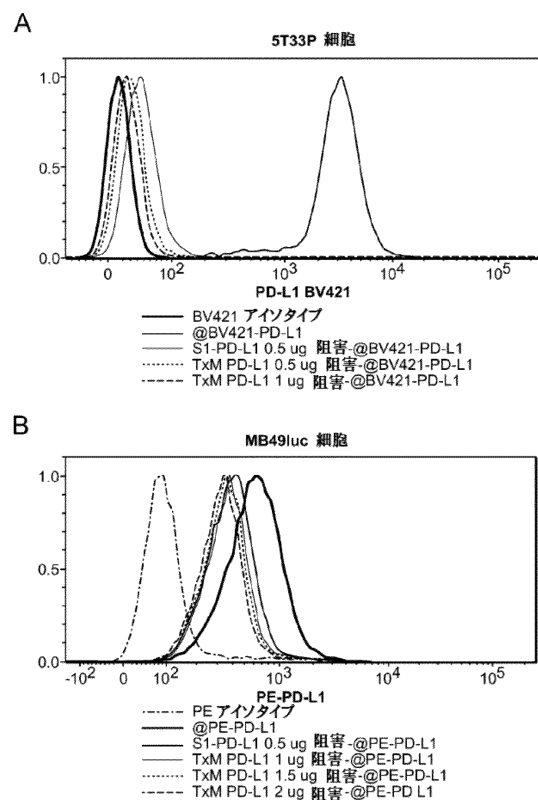 A
5T33P 細胞
1.0
0.5
0.0
0 10² 10³ 10⁴ 10⁵
PD-L1 BV421
BV421 アイソタイプ
@BV421-PD-L1
S1-PD-L1 0.5 ug 阻害-@BV421-PD-L1
TxM PD-L1 0.5 ug 阻害-@BV421-PD-L1
TxM PD-L1 1 ug 阻害-@BV421-PD-L1
B
MB49luc 細胞
1.0
0.5
0.0
-10² 0 10² 10³ 10⁴ 10⁵
PE-PD-L1
PE アイソタイプ
@PE-PD-L1
S1-PD-L1 0.5 ug 阻害-@PE-PD-L1
TxM PD-L1 1 ug 阻害-@PE-PD-L1
TxM PD-L1 1.5 ug 阻害-@PE-PD-L1
TxM PD-L1 2 ug 阻害-@PE-PD L1